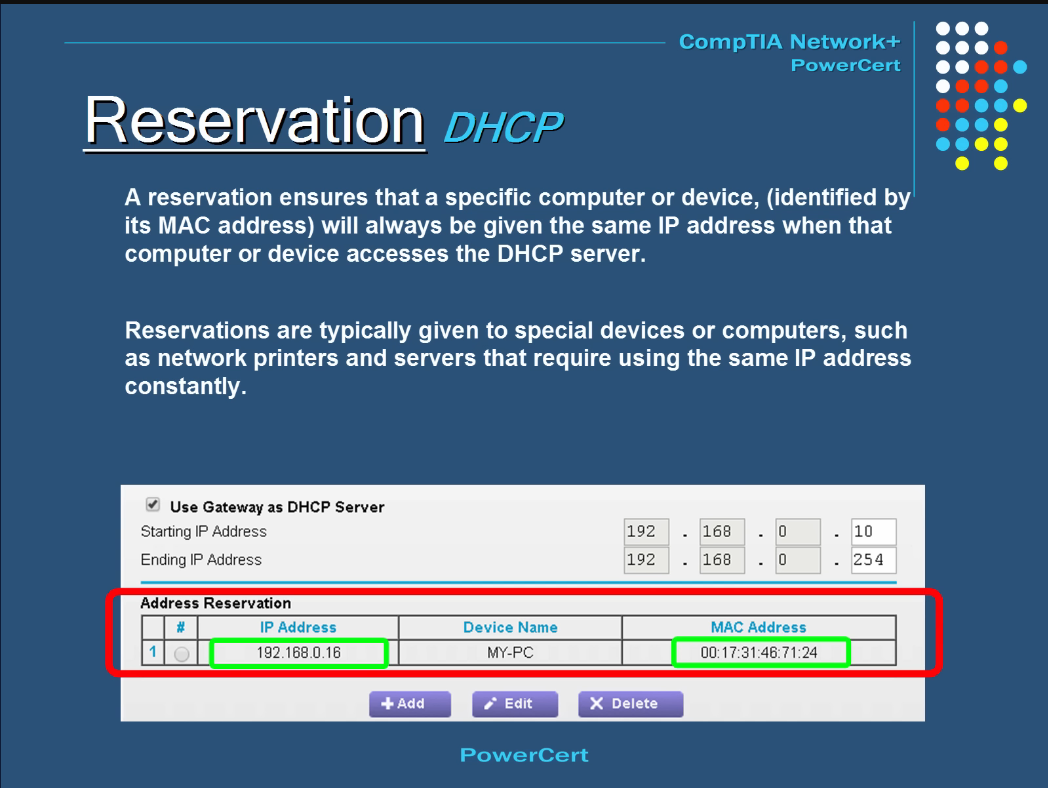 CompTIA Network+
PowerCert
Reservation DHCP
A reservation ensures that a specific computer or device, (identified by
its MAC address) will always be given the same IP address when that
computer or device accesses the DHCP server.
Reservations are typically given to special devices or computers, such
as network printers and servers that require using the same IP address
constantly.
Use Gateway as DHCP Server
Starting IP Address 192 . 168 . 0 . 10
Ending IP Address 192 . 168 . 0 . 254
Address Reservation
# IP Address Device Name MAC Address
1 192.168.0.16 MY-PC 00:17:31:46:71:24
Add Edit Delete
PowerCert